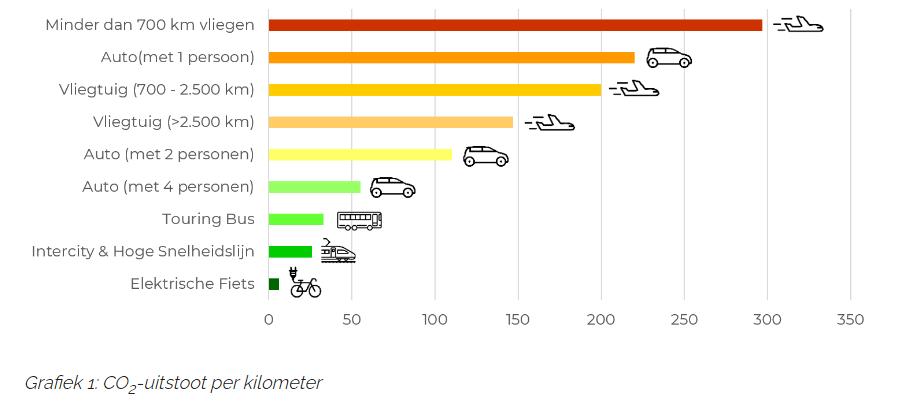 Minder dan 700 km vliegen
Auto(met 1 persoon)
Vliegtuig (700 - 2.500 km)
Vliegtuig (>2.500 km)
Auto (met 2 personen)
Auto (met 4 personen)
Touring Bus
Intercity & Hoge Snelheidslijn
Elektrische Fiets
0 50 100 150 200 250 300 350
Grafiek 1: CO2-uitstoot per kilometer